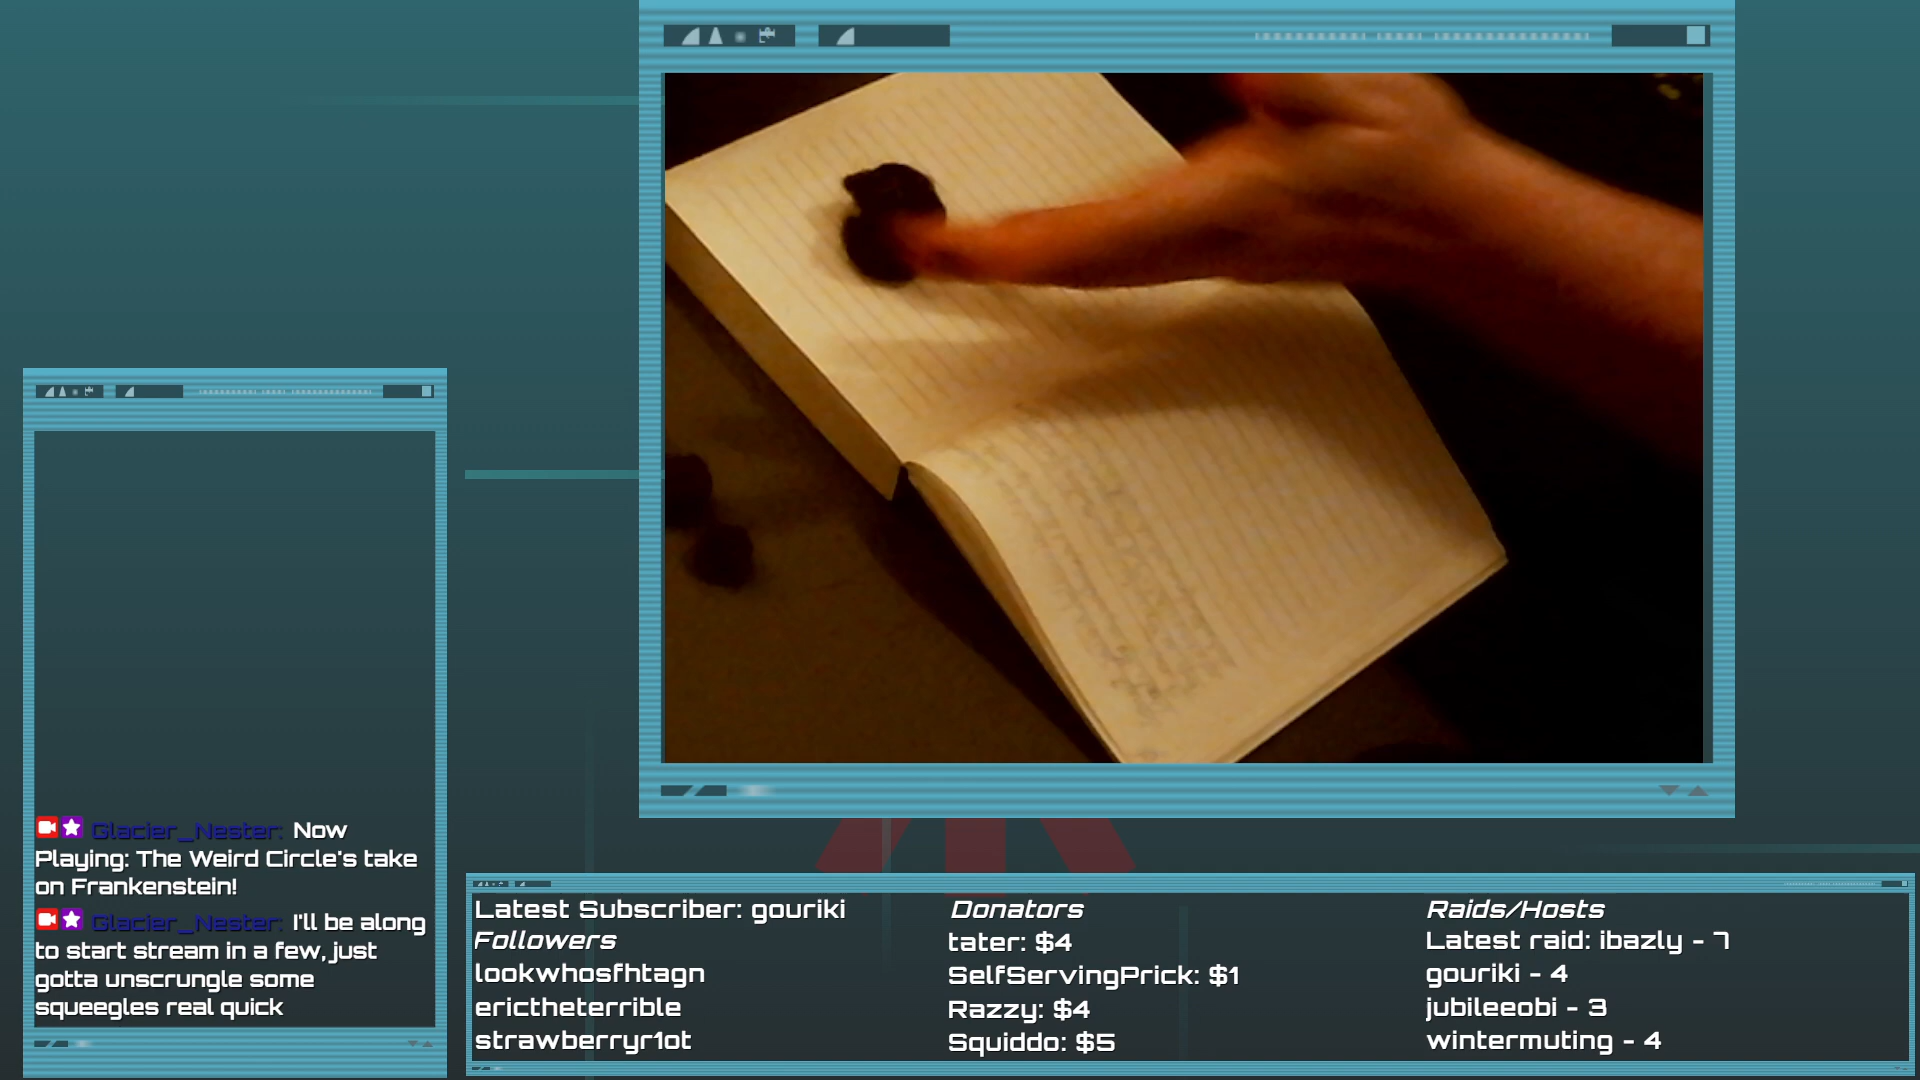 Glacier_Nester: Now
Playing: The Weird Circle's take
on Frankenstein!
Glacier_Nester: I'll be along
to start stream in a few, just
gotta unscrungle some
squeegles real quick
Latest Subscriber: gouriki
Followers
lookwhosfhtagn
erictheterrible
strawberryr1ot
Donators
tater: $4
SelfServingPrick: $1
Razzy: $4
Squiddo: $5
Raids/Hosts
Latest raid: ibazly - 7
gouriki - 4
jubileeobi - 3
wintermuting - 4